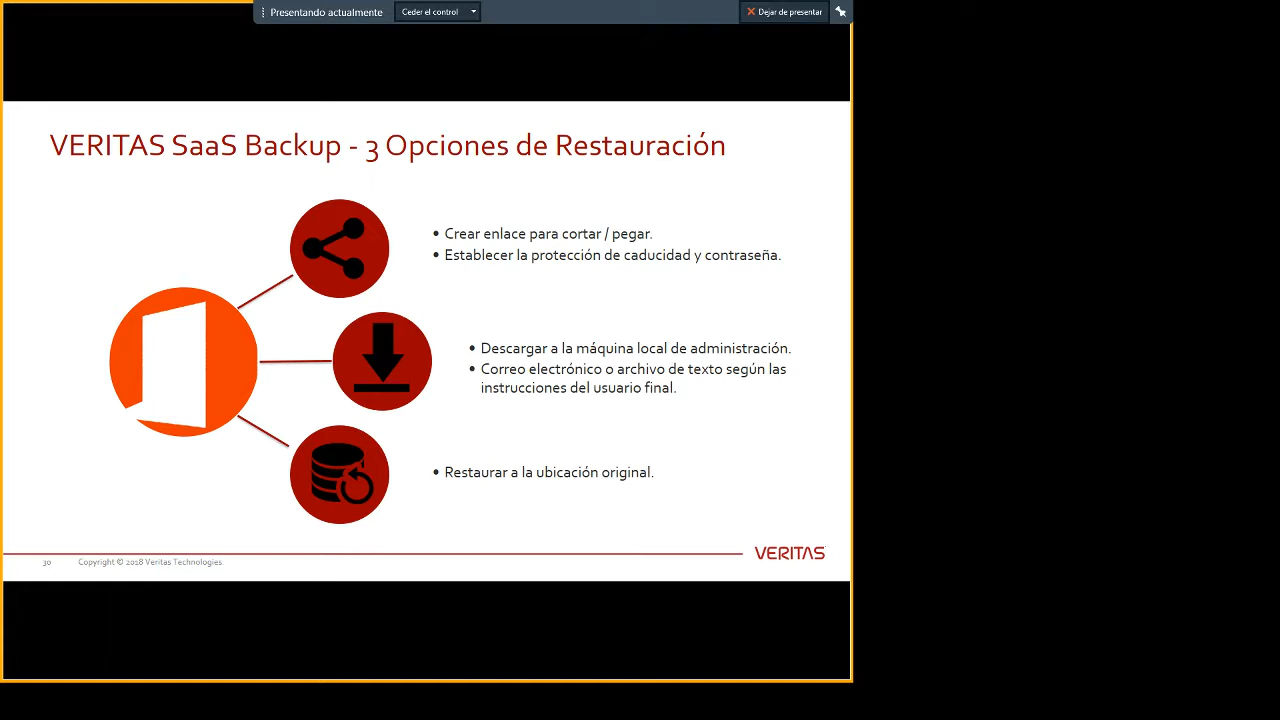 Presentando actualmente
Ceder el control
Dejar de presentar
VERITAS SaaS Backup - 3 Opciones de Restauración
• Crear enlace para cortar / pegar.
• Establecer la protección de caducidad y contraseña.
• Descargar a la máquina local de administración.
• Correo electrónico o archivo de texto según las
instrucciones del usuario final.
• Restaurar a la ubicación original.
VERITAS
30
Copyright © 2018 Veritas Technologies.